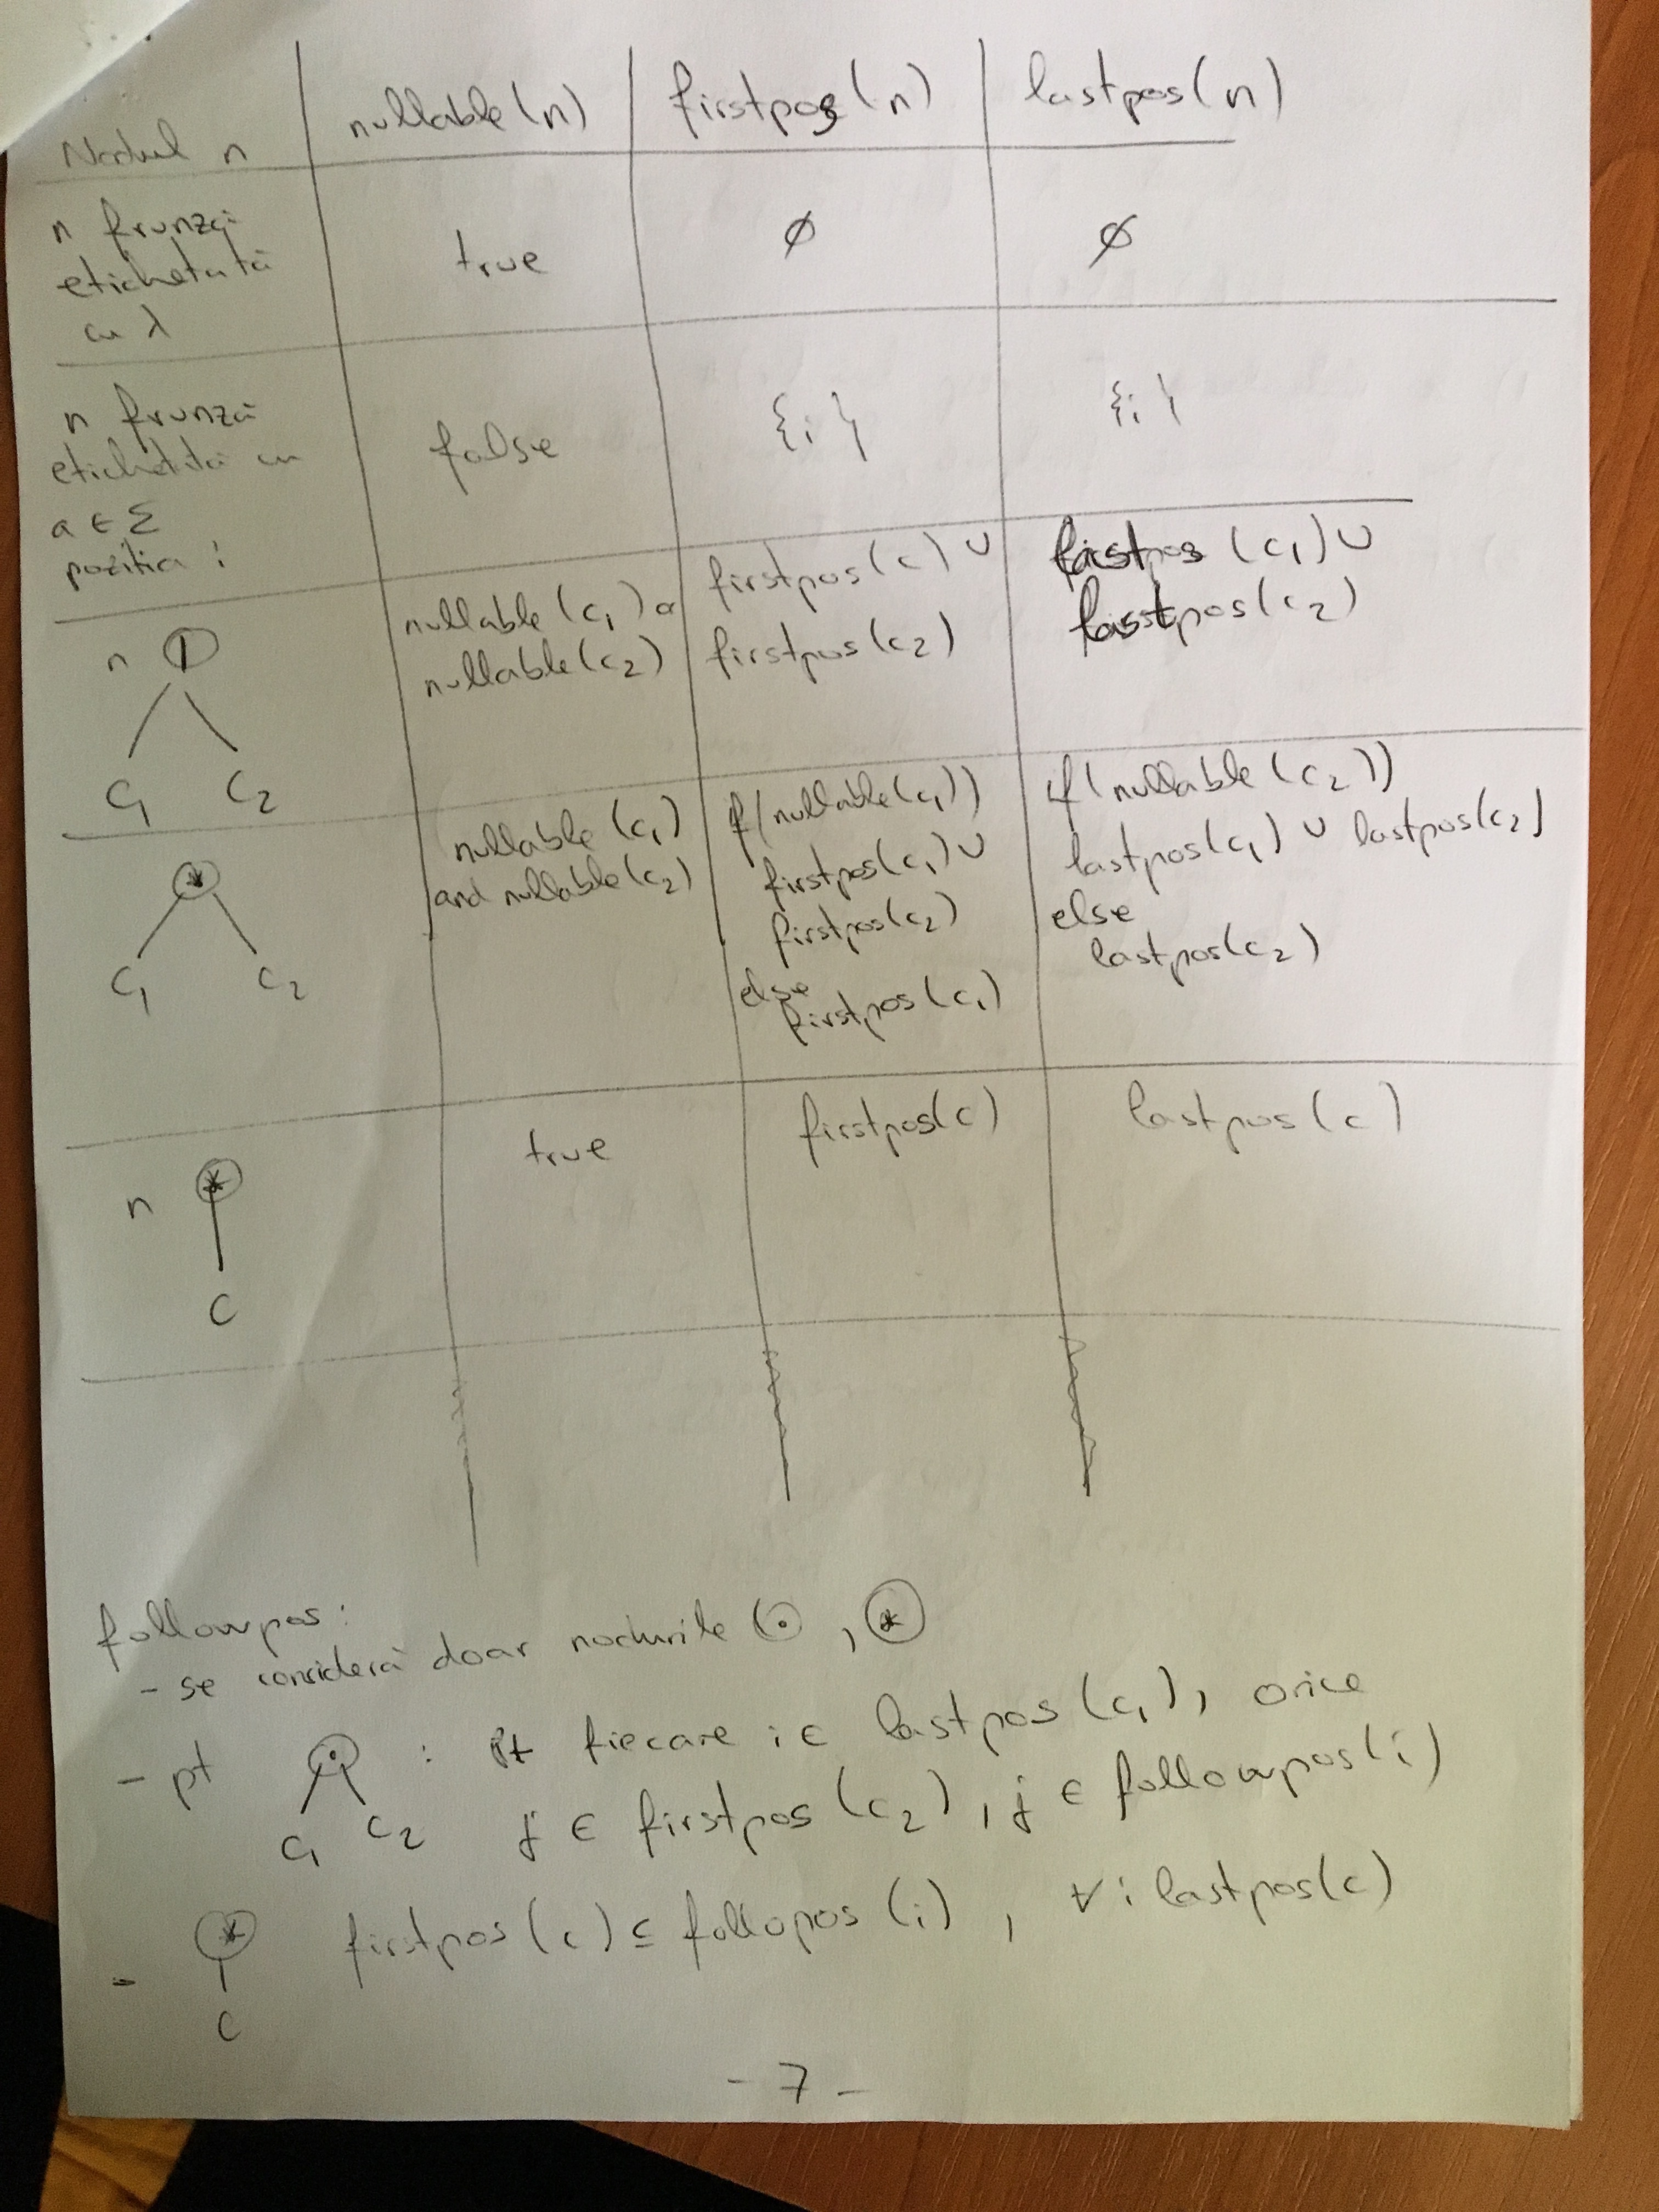 Nodul n | nullable(n) | firstpos(n) | lastpos(n)
n frunză etichetată cu λ | true | ∅ | ∅
n frunză etichetată cu a ∈ Σ poziția i | false | {i} | {i}
n | nullable(c₁) or nullable(c₂) | firstpos(c) ∪ firstpos(c₂) | (c₁) ∪ lastpos(c₂)
|
c₁ c₂
* | nullable(c₁) and nullable(c₂) | if(nullable(c₁)) firstpos(c₁) ∪ firstpos(c₂) else firstpos(c₁) | if(nullable(c₂)) lastpos(c₁) ∪ lastpos(c₂) else lastpos(c₂)
c₁ c₂
n * | true | firstpos(c) | lastpos(c)
c
followpos:
- se consideră doar nodurile ⊙, *
- pt ⊙ : pt fiecare i ∈ lastpos(c₁), orice
c₁ c₂ j ∈ firstpos(c₂), j ∈ followpos(i)
- * firstpos(c) ⊆ follopos(i), ∀ i lastpos(c)
c
- 7 -